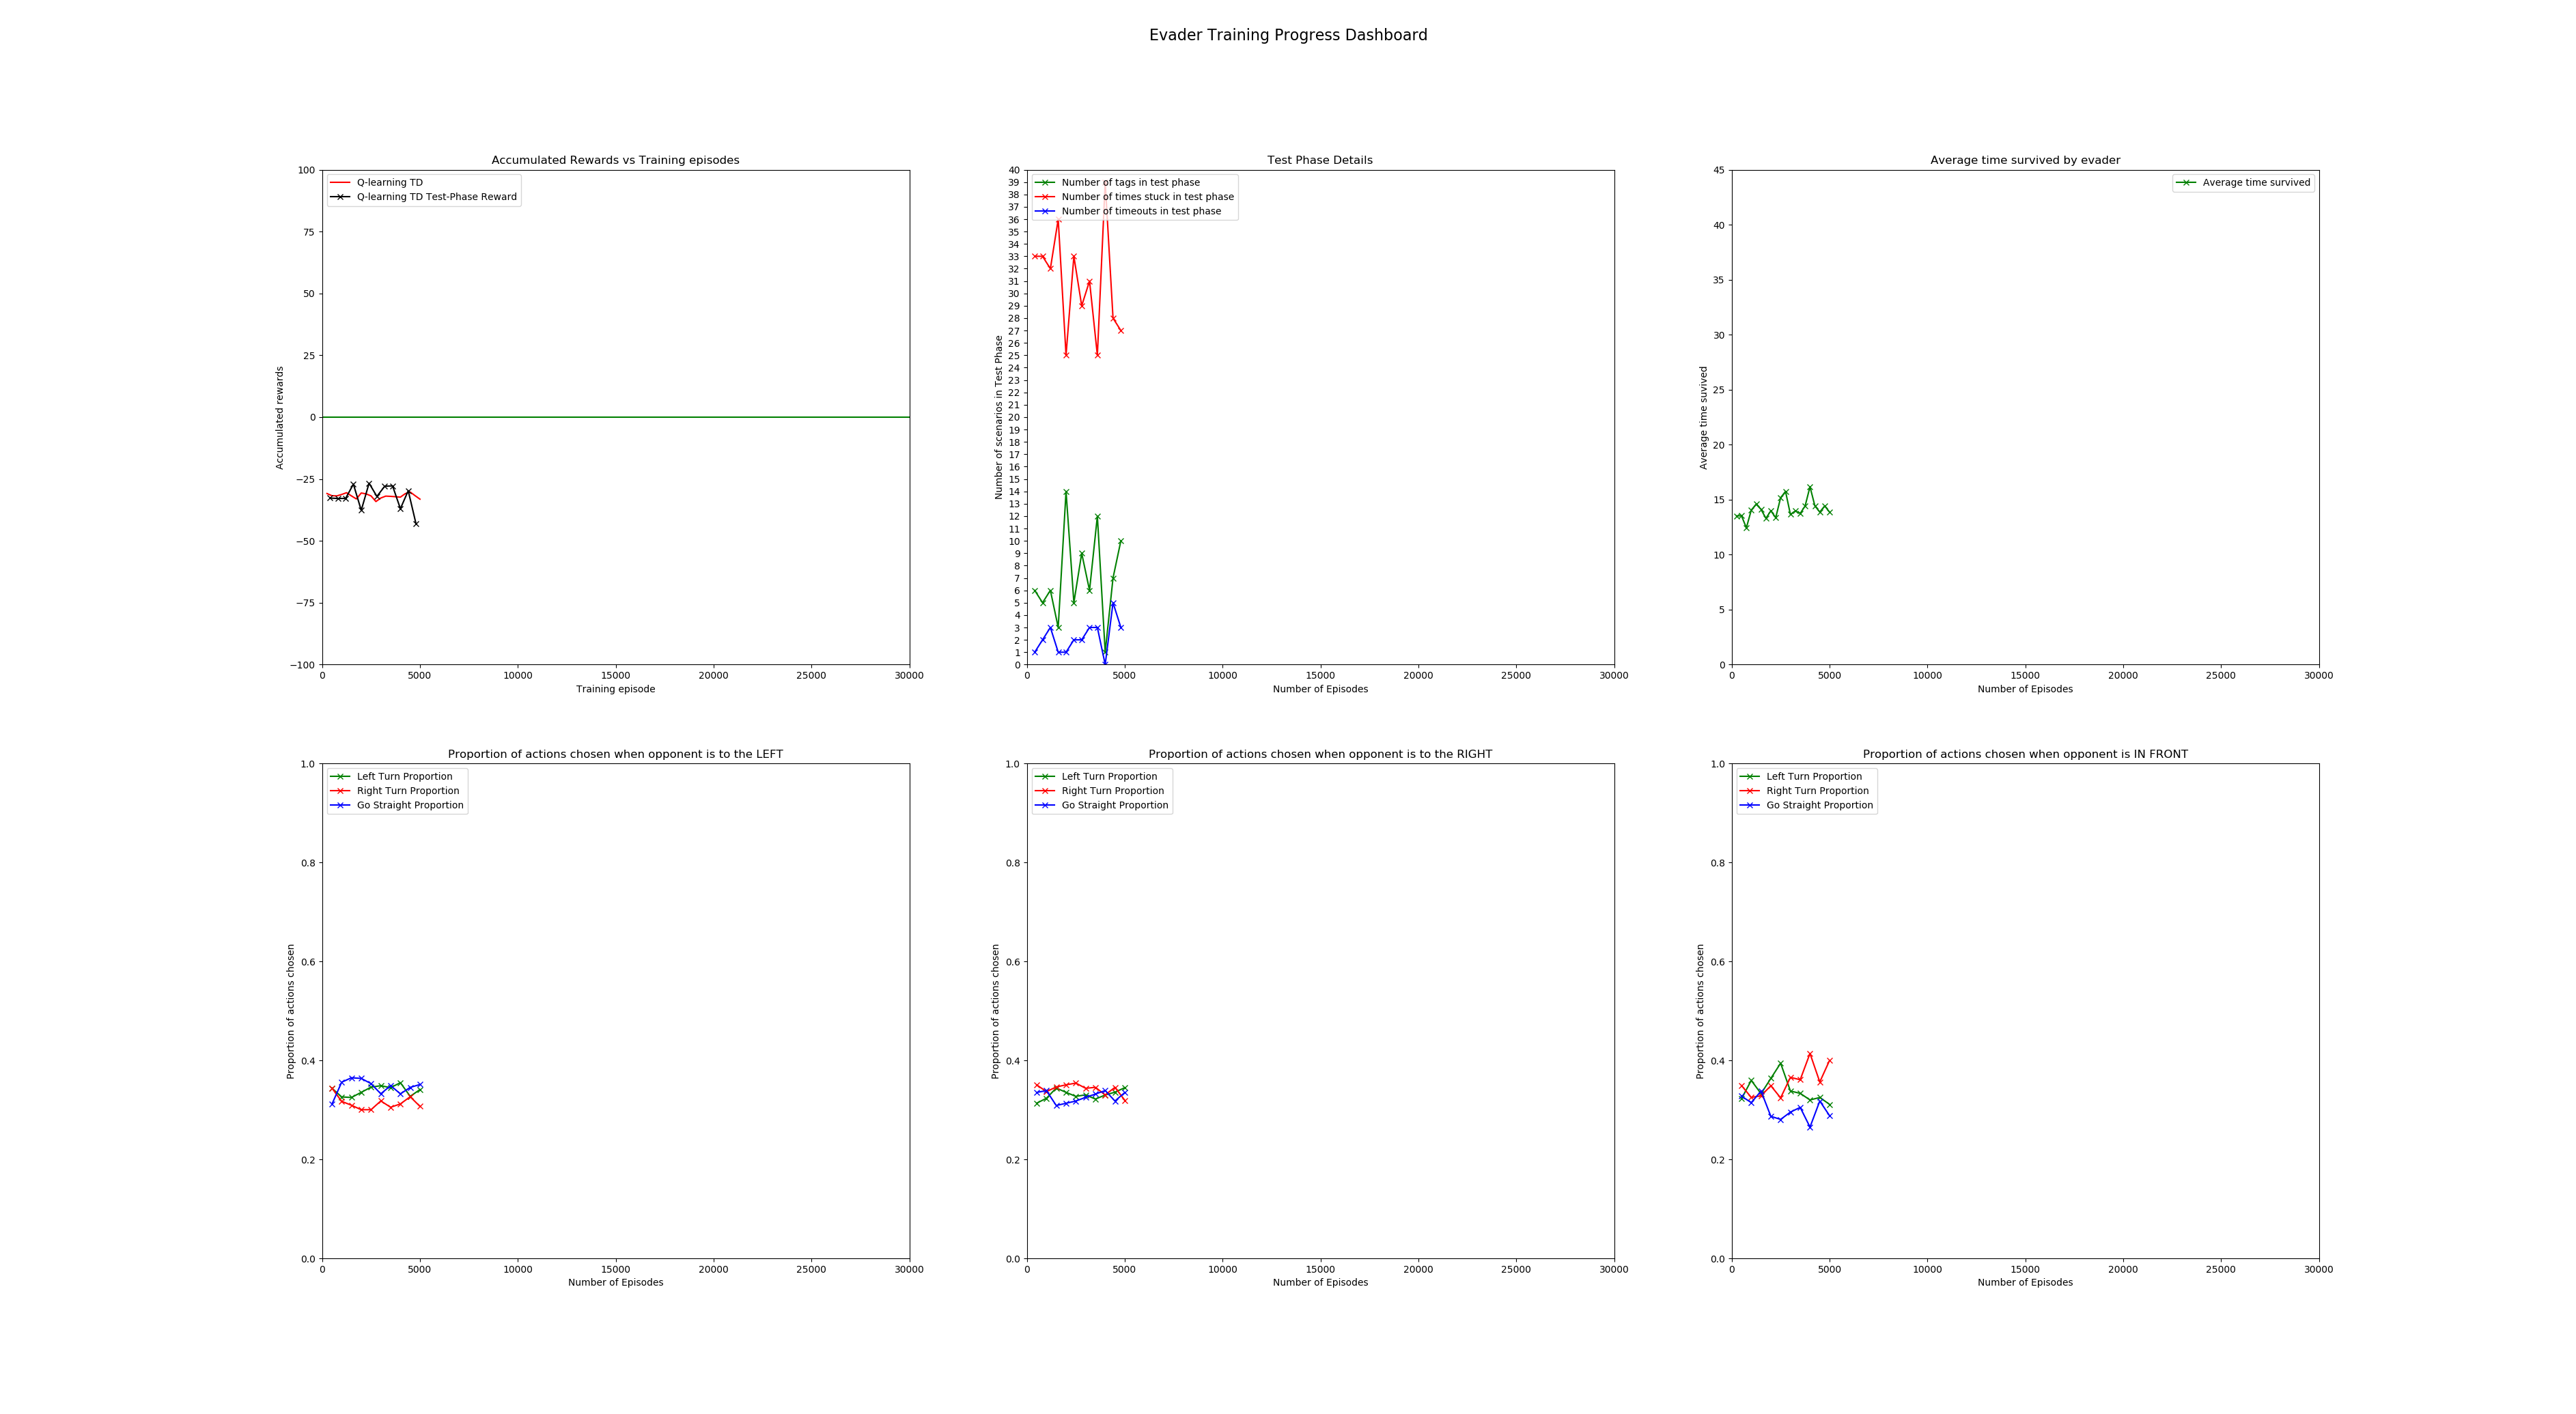 Evader Training Progress Dashboard
Accumulated Rewards vs Training episodes
Q-learning TD
Q-learning TD Test-Phase Reward
100
75
50
25
0
−25
−50
−75
−100
Accumulated rewards
0 5000 10000 15000 20000 25000 30000
Training episode
Test Phase Details
Number of tags in test phase
Number of times stuck in test phase
Number of timeouts in test phase
40
39
38
37
36
35
34
33
32
31
30
29
28
27
26
25
24
23
22
21
20
19
18
17
16
15
14
13
12
11
10
9
8
7
6
5
4
3
2
1
0
Number of scenarios in Test Phase
0 5000 10000 15000 20000 25000 30000
Number of Episodes
Average time survived by evader
Average time survived
45
40
35
30
25
20
15
10
5
0
Average time suvived
0 5000 10000 15000 20000 25000 30000
Number of Episodes
Proportion of actions chosen when opponent is to the LEFT
Left Turn Proportion
Right Turn Proportion
Go Straight Proportion
1.0
0.8
0.6
0.4
0.2
0.0
Proportion of actions chosen
0 5000 10000 15000 20000 25000 30000
Number of Episodes
Proportion of actions chosen when opponent is to the RIGHT
Left Turn Proportion
Right Turn Proportion
Go Straight Proportion
1.0
0.8
0.6
0.4
0.2
0.0
Proportion of actions chosen
0 5000 10000 15000 20000 25000 30000
Number of Episodes
Proportion of actions chosen when opponent is IN FRONT
Left Turn Proportion
Right Turn Proportion
Go Straight Proportion
1.0
0.8
0.6
0.4
0.2
0.0
Proportion of actions chosen
0 5000 10000 15000 20000 25000 30000
Number of Episodes